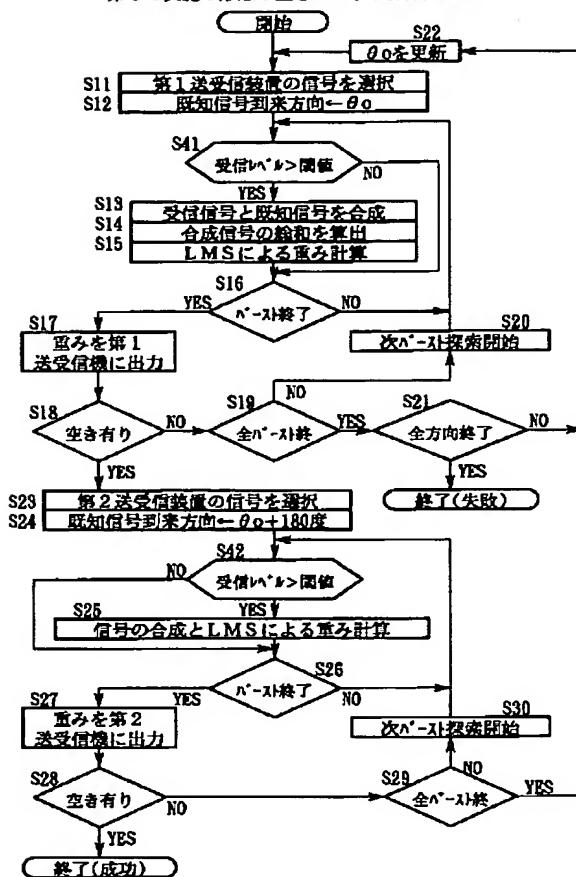 開始
S22
θoを更新
S11
第1送受信装置の信号を選択
S12
既知信号到来方向←θo
S41
受信レベル>閾値
NO
YES
S13
受信信号と既知信号を合成
S14
合成信号の総和を算出
S15
LMSによる重み計算
S16
YES
バースト終了
NO
S17
重みを第1
送受信機に出力
S20
次バースト探索開始
S18
空き有り
NO
S19
全バースト終
NO
YES
S21
全方向終了
NO
YES
YES
終了(失敗)
S23
第2送受信装置の信号を選択
S24
既知信号到来方向←θo+180度
S42
NO
受信レベル>閾値
YES
S25
信号の合成とLMSによる重み計算
S26
YES
バースト終了
NO
S27
重みを第2
送受信機に出力
S30
次バースト探索開始
S28
空き有り
NO
S29
全バースト終
NO
YES
YES
終了(成功)